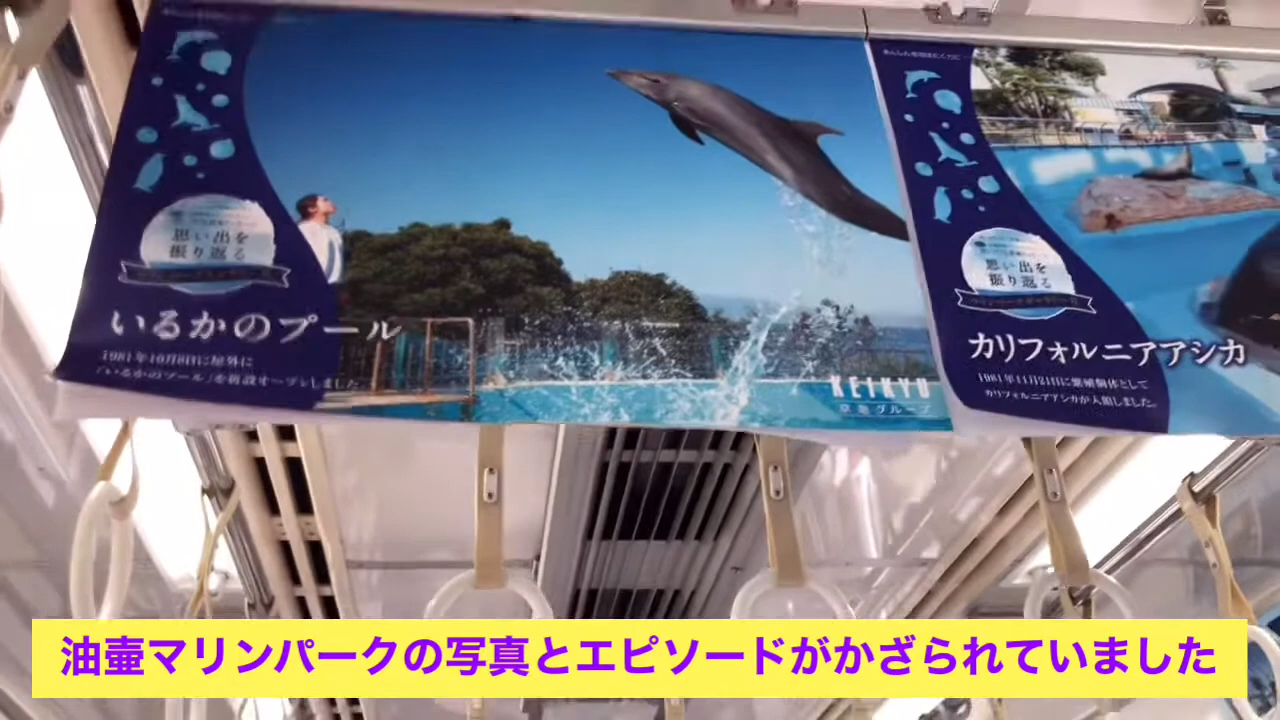 思い出を
振り返る
いるかのプール
1981年10月8日に屋外に
「いるかのプール」を新設オープンしました
KEIKYU
京急グループ
思い出を
振り返る
カリフォルニアアシカ
1981年11月21日に繁殖個体として
カリフォルニアアシカが入館しました。
油壷マリンパークの写真とエピソードがかざられていました